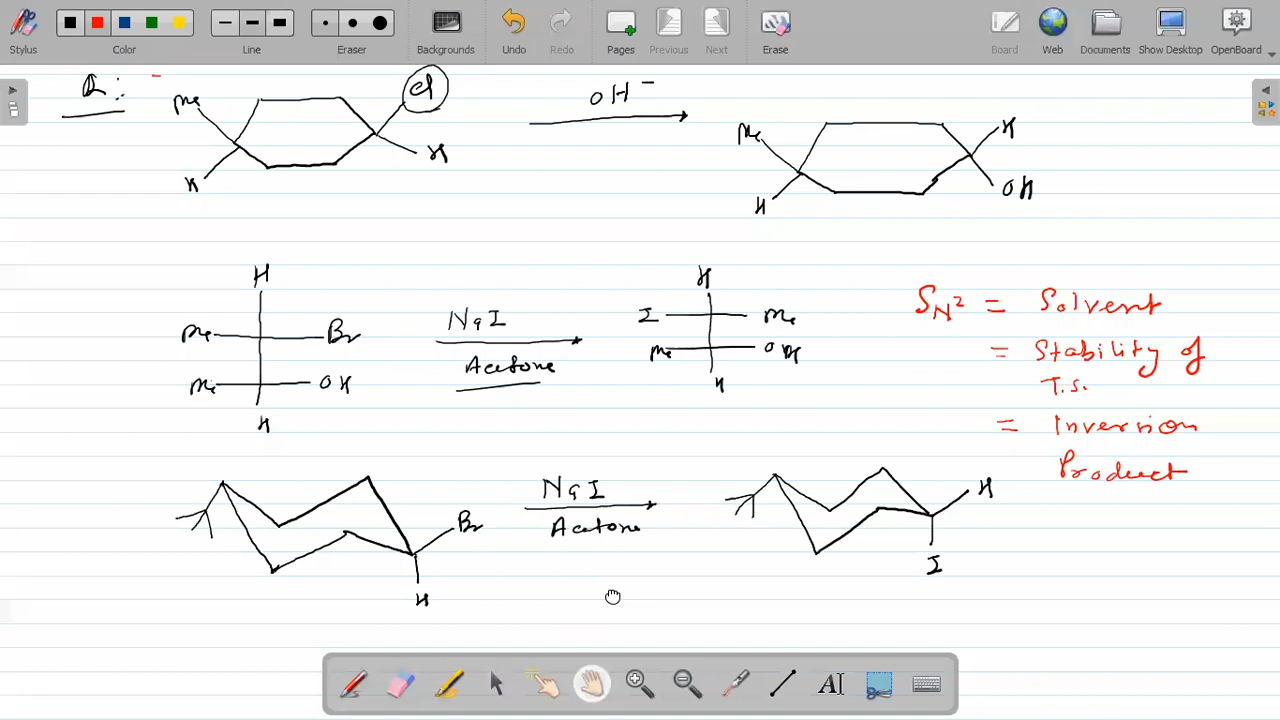 Stylus Color Line Eraser Backgrounds Undo Redo Pages Previous Next Erase Board Web Documents Show Desktop OpenBoard
Q:
Me Cl
H H
OH⁻
Me H
H OH
H
Me Br
Me OH
H
NaI
Acetone
H
I Me
Me OH
H
SN² = Solvent
= Stability of
T.S.
= Inversion
Product
Br
H
NaI
Acetone
H
I
AI